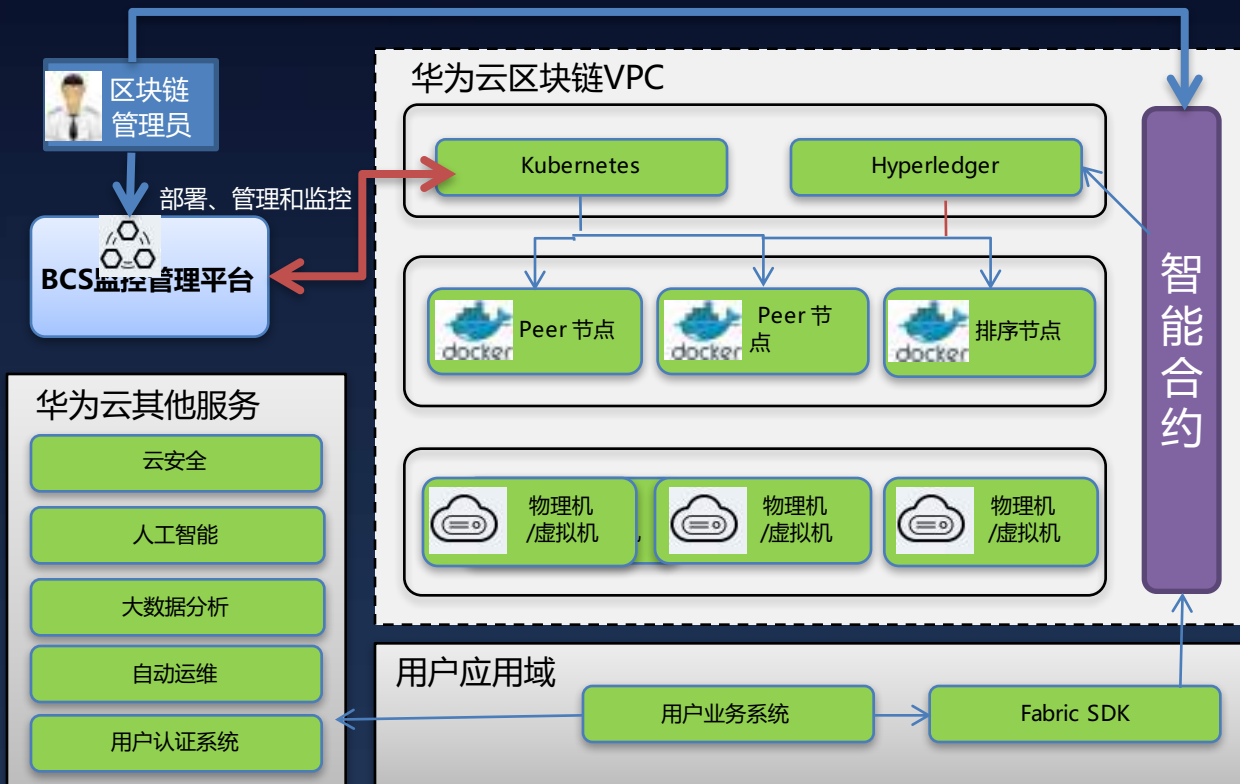 区块链
管理员
部署、管理和监控
BCS监控管理平台
华为云其他服务
云安全
人工智能
大数据分析
自动运维
用户认证系统
华为云区块链VPC
Kubernetes
Hyperledger
docker
Peer 节点
docker
Peer 节
点
docker
排序节点
物理机
/虚拟机
物理机
/虚拟机
物理机
/虚拟机
智
能
合
约
用户应用域
用户业务系统
Fabric SDK